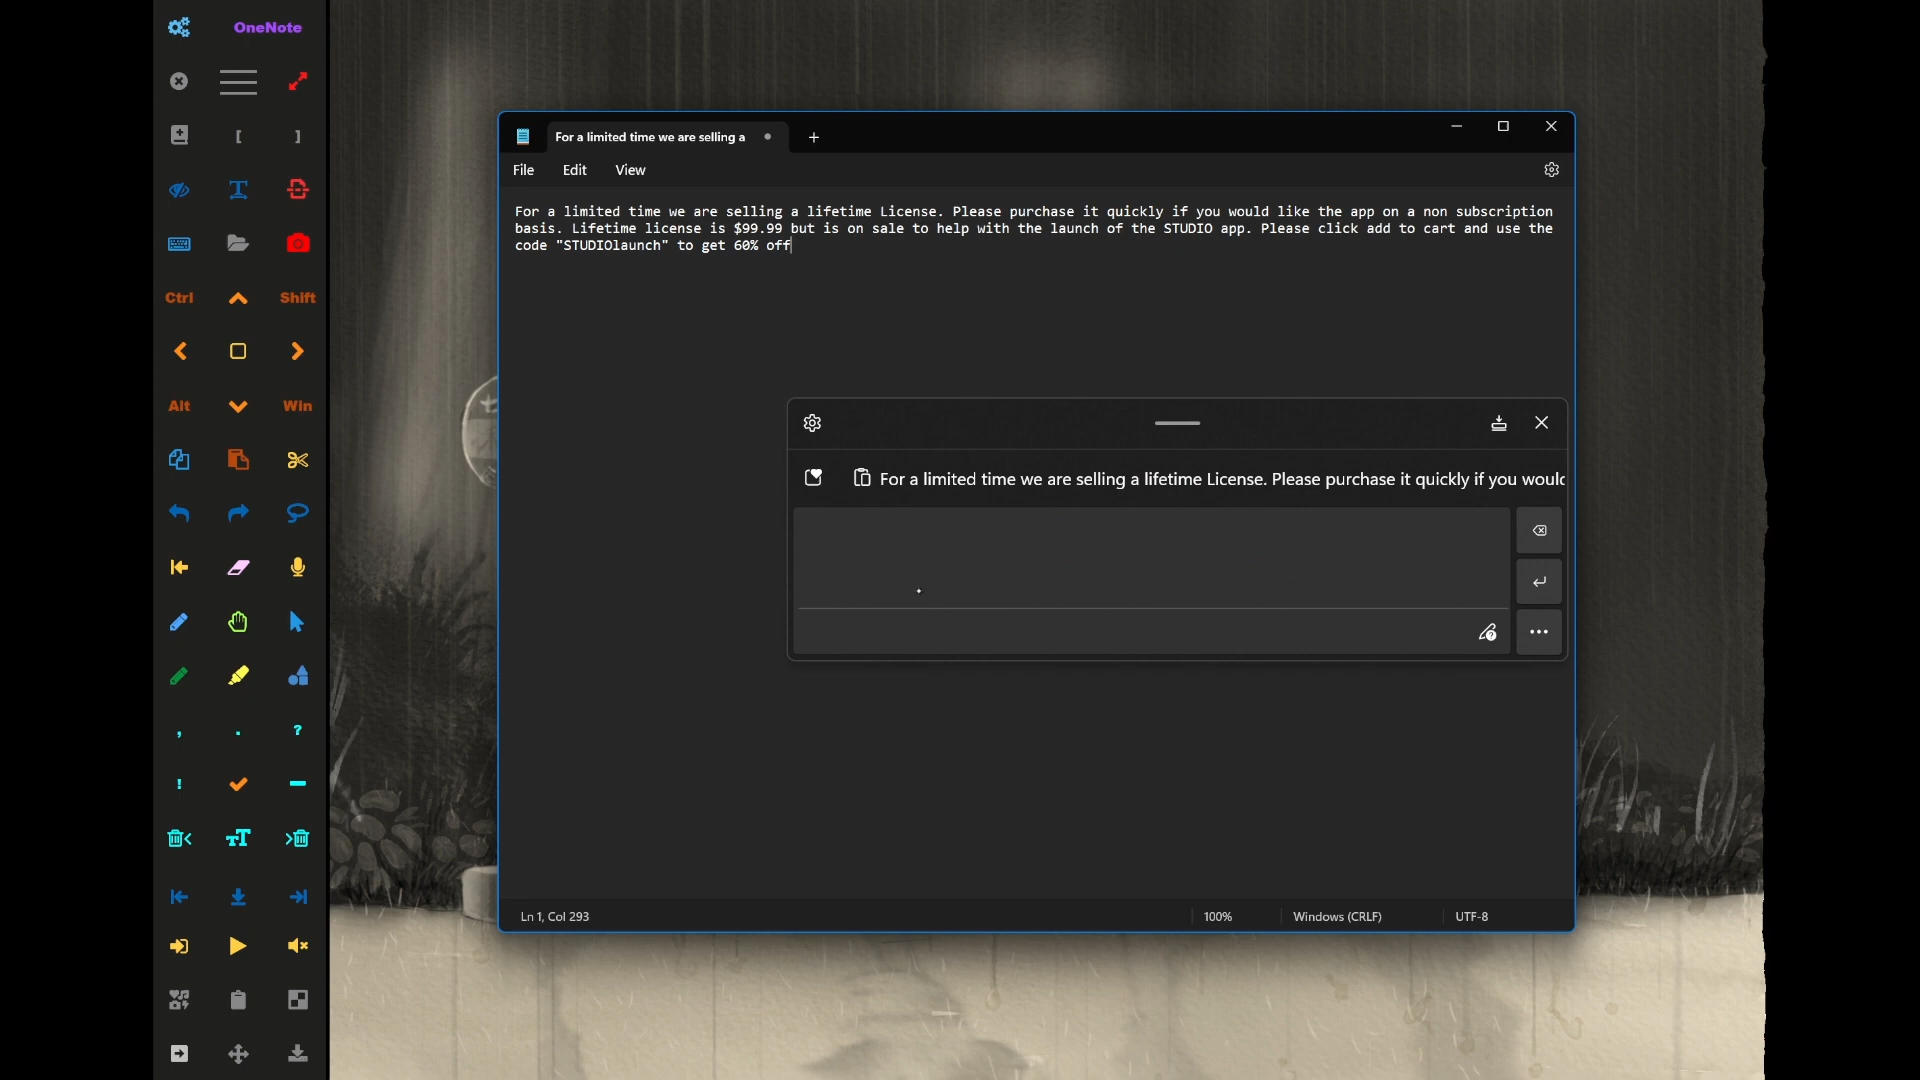 OneNote
[ ]
Ctrl Shift
Alt Win
, . ?
!
For a limited time we are selling a
File Edit View
For a limited time we are selling a lifetime License. Please purchase it quickly if you would like the app on a non subscription
basis. Lifetime license is $99.99 but is on sale to help with the launch of the STUDIO app. Please click add to cart and use the
code "STUDIOlaunch" to get 60% off
For a limited time we are selling a lifetime License. Please purchase it quickly if you would
Ln 1, Col 293 100% Windows (CRLF) UTF-8